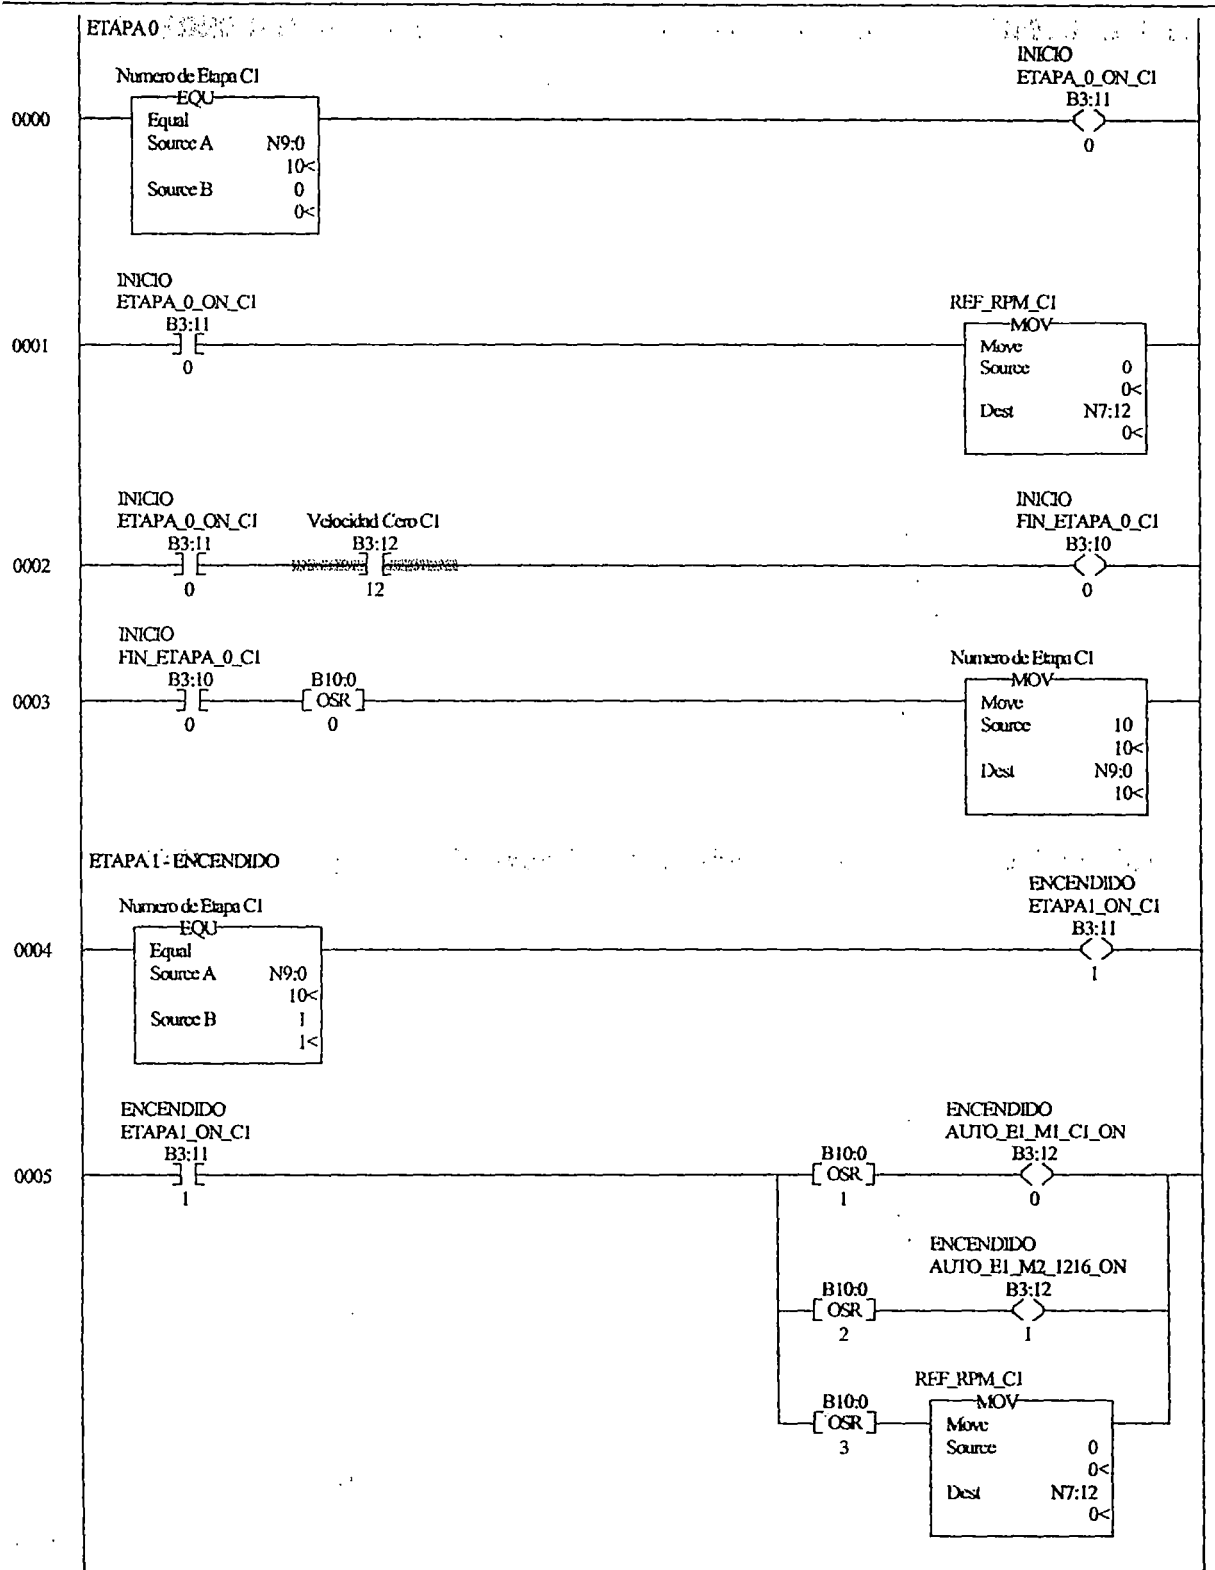 ETAPA 0
Numero de Etapa C1
EQU
Equal
Source A N9:0
10<
Source B 0
0<
INICIO
ETAPA_0_ON_C1
B3:11
0
0000
INICIO
ETAPA_0_ON_C1
B3:11
0
REF_RPM_C1
MOV
Move
Source 0
0<
Dest N7:12
0<
0001
INICIO
ETAPA_0_ON_C1
B3:11
0
Velocidad Cero C1
B3:12
12
INICIO
FIN_ETAPA_0_C1
B3:10
0
0002
INICIO
FIN_ETAPA_0_C1
B3:10
0
B10:0
OSR
0
Numero de Etapa C1
MOV
Move
Source 10
10<
Dest N9:0
10<
0003
ETAPA 1 - ENCENDIDO
Numero de Etapa C1
EQU
Equal
Source A N9:0
10<
Source B 1
1<
ENCENDIDO
ETAPA1_ON_C1
B3:11
1
0004
ENCENDIDO
ETAPA1_ON_C1
B3:11
1
0005
B10:0
OSR
1
ENCENDIDO
AUTO_E1_M1_C1_ON
B3:12
0
B10:0
OSR
2
ENCENDIDO
AUTO_E1_M2_1216_ON
B3:12
1
B10:0
OSR
3
REF_RPM_C1
MOV
Move
Source 0
0<
Dest N7:12
0<